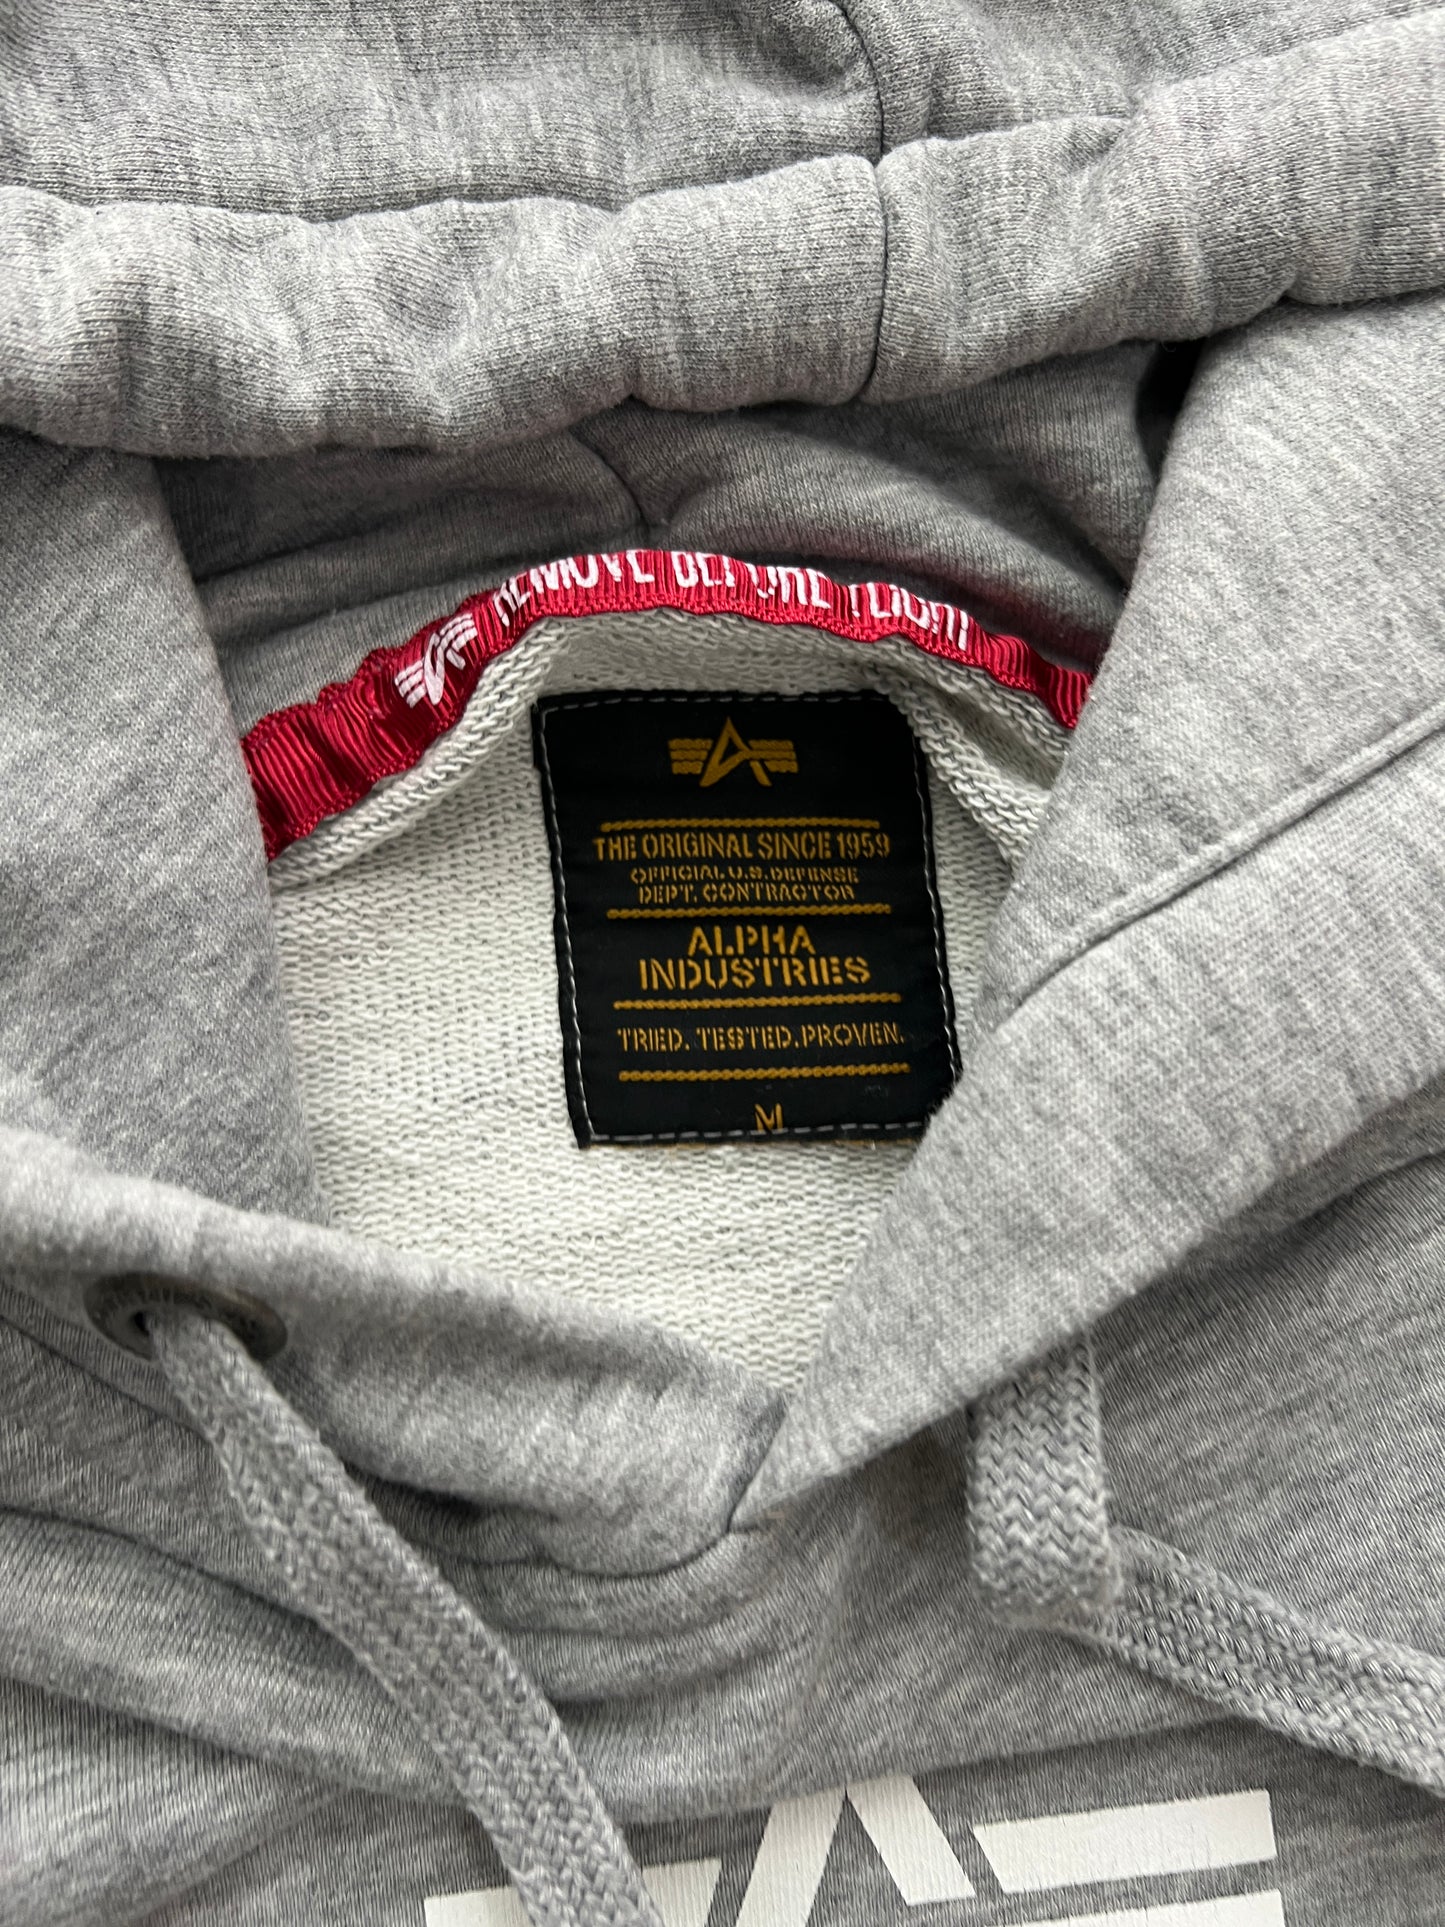 REMOVE BEFORE FLIGHT
THE ORIGINAL SINCE 1959
OFFICIAL U.S. DEFENSE
DEPT. CONTRACTOR
ALPHA
INDUSTRIES
TRIED. TESTED. PROVEN.
M